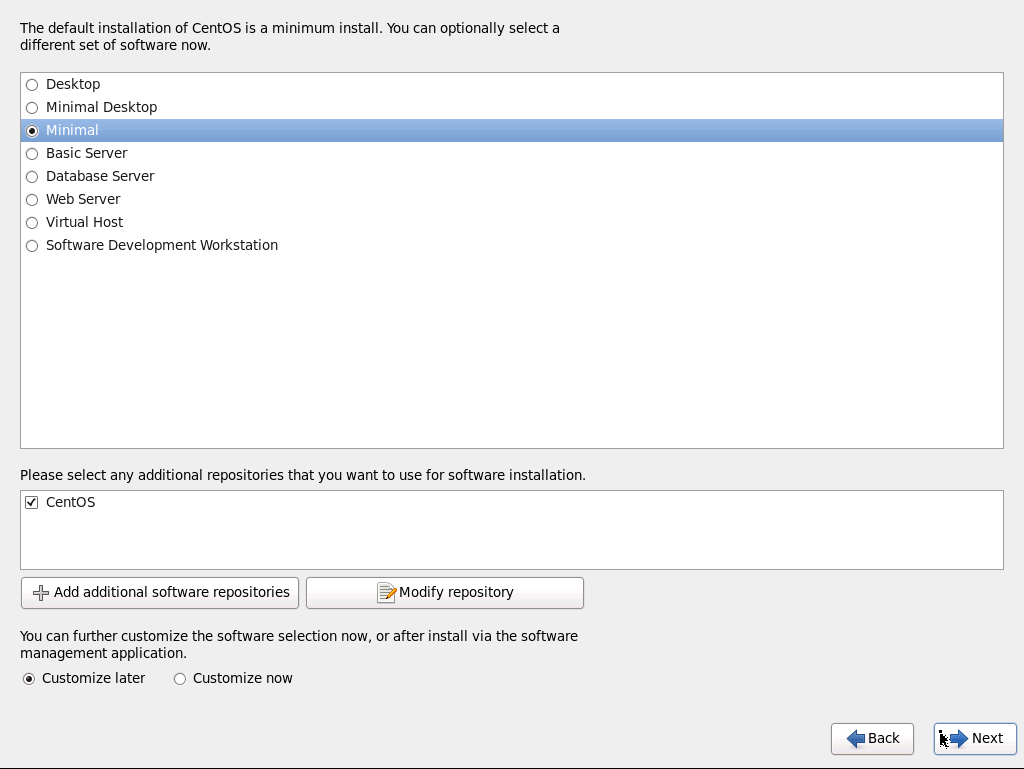 The default installation of CentOS is a minimum install. You can optionally select a
different set of software now.
Desktop
Minimal Desktop
Minimal
Basic Server
Database Server
Web Server
Virtual Host
Software Development Workstation
Please select any additional repositories that you want to use for software installation.
CentOS
Add additional software repositories
Modify repository
You can further customize the software selection now, or after install via the software
management application.
Customize later
Customize now
Back
Next